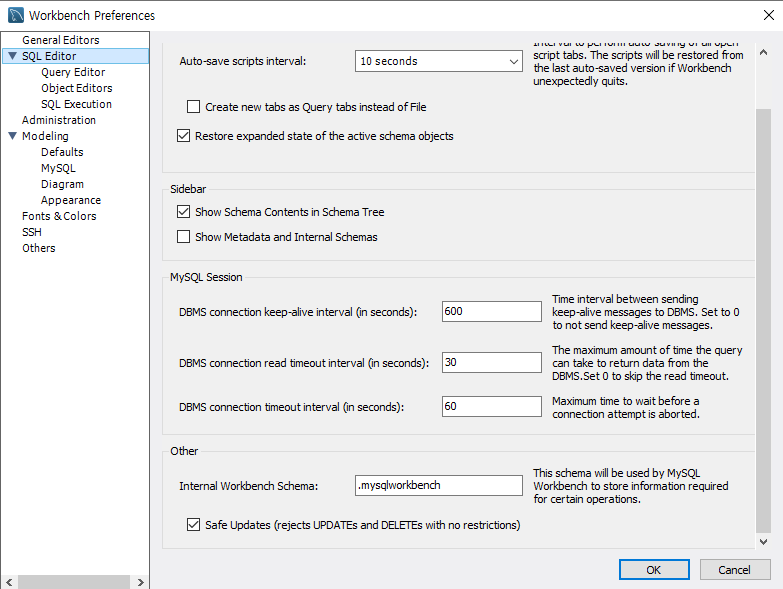 Workbench Preferences
General Editors
SQL Editor
Query Editor
Object Editors
SQL Execution
Administration
Modeling
Defaults
MySQL
Diagram
Appearance
Fonts & Colors
SSH
Others
Auto-save scripts interval:
10 seconds
Interval to perform auto-saving of all open
script tabs. The scripts will be restored from
the last auto-saved version if Workbench
unexpectedly quits.
Create new tabs as Query tabs instead of File
Restore expanded state of the active schema objects
Sidebar
Show Schema Contents in Schema Tree
Show Metadata and Internal Schemas
MySQL Session
DBMS connection keep-alive interval (in seconds):
600
Time interval between sending
keep-alive messages to DBMS. Set to 0
to not send keep-alive messages.
DBMS connection read timeout interval (in seconds):
30
The maximum amount of time the query
can take to return data from the
DBMS.Set 0 to skip the read timeout.
DBMS connection timeout interval (in seconds):
60
Maximum time to wait before a
connection attempt is aborted.
Other
Internal Workbench Schema:
.mysqlworkbench
This schema will be used by MySQL
Workbench to store information required
for certain operations.
Safe Updates (rejects UPDATEs and DELETEs with no restrictions)
OK
Cancel